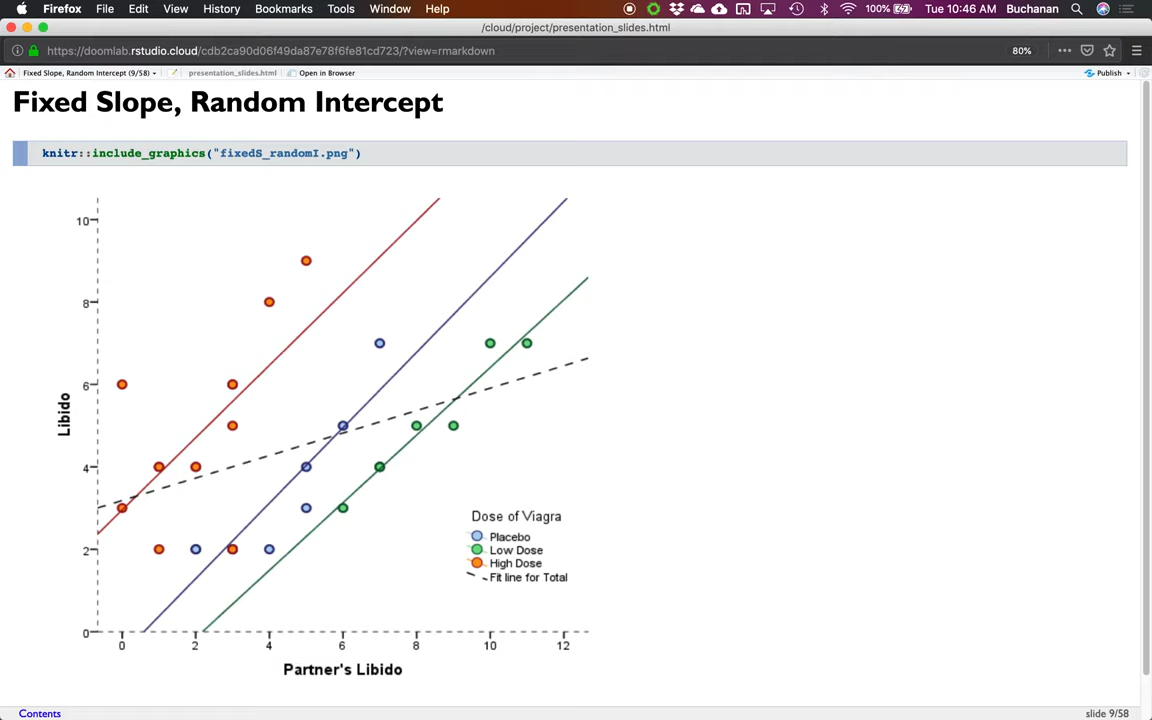 Firefox File Edit View History Bookmarks Tools Window Help 100% Tue 10:46 AM Buchanan
/cloud/project/presentation_slides.html
https://doomlab.rstudio.cloud/cdb2ca90d06f49da87e78f6fe81cd723/?view=rmarkdown 80%
Fixed Slope, Random Intercept (9/58) presentation_slides.html Open in Browser Publish
Fixed Slope, Random Intercept
knitr::include_graphics("fixedS_randomI.png")
10
8
6
4
2
0
Libido
Dose of Viagra
Placebo
Low Dose
High Dose
Fit line for Total
0 2 4 6 8 10 12
Partner's Libido
Contents slide 9/58